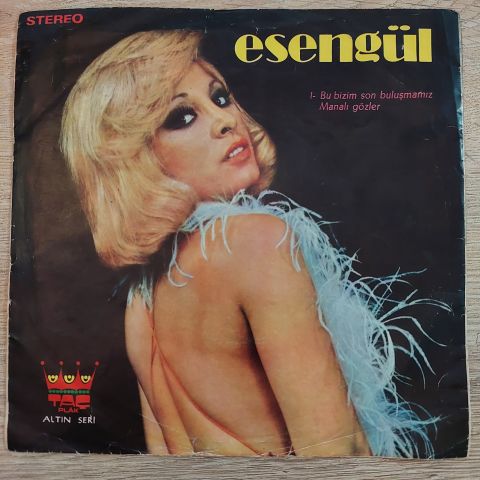 STEREO
esengül
1- Bu bizim son buluşmamız
Manalı gözler
TAÇ
PLAK
ALTIN SERİ